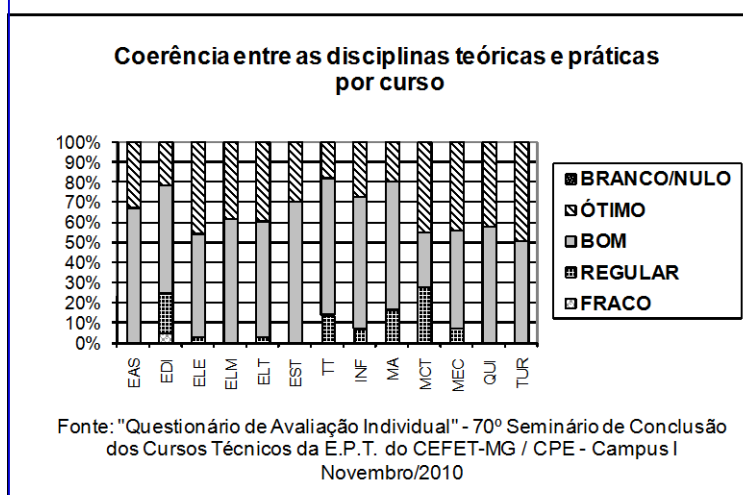 Coerência entre as disciplinas teóricas e práticas
por curso
100%
90%
80%
70%
60%
50%
40%
30%
20%
10%
0%
EAS
EDI
ELE
ELM
ELT
EST
TT
INF
MA
MCT
MEC
QUI
TUR
BRANCO/NULO
ÓTIMO
BOM
REGULAR
FRACO
Fonte: "Questionário de Avaliação Individual" - 70º Seminário de Conclusão
dos Cursos Técnicos da E.P.T. do CEFET-MG / CPE - Campus I
Novembro/2010